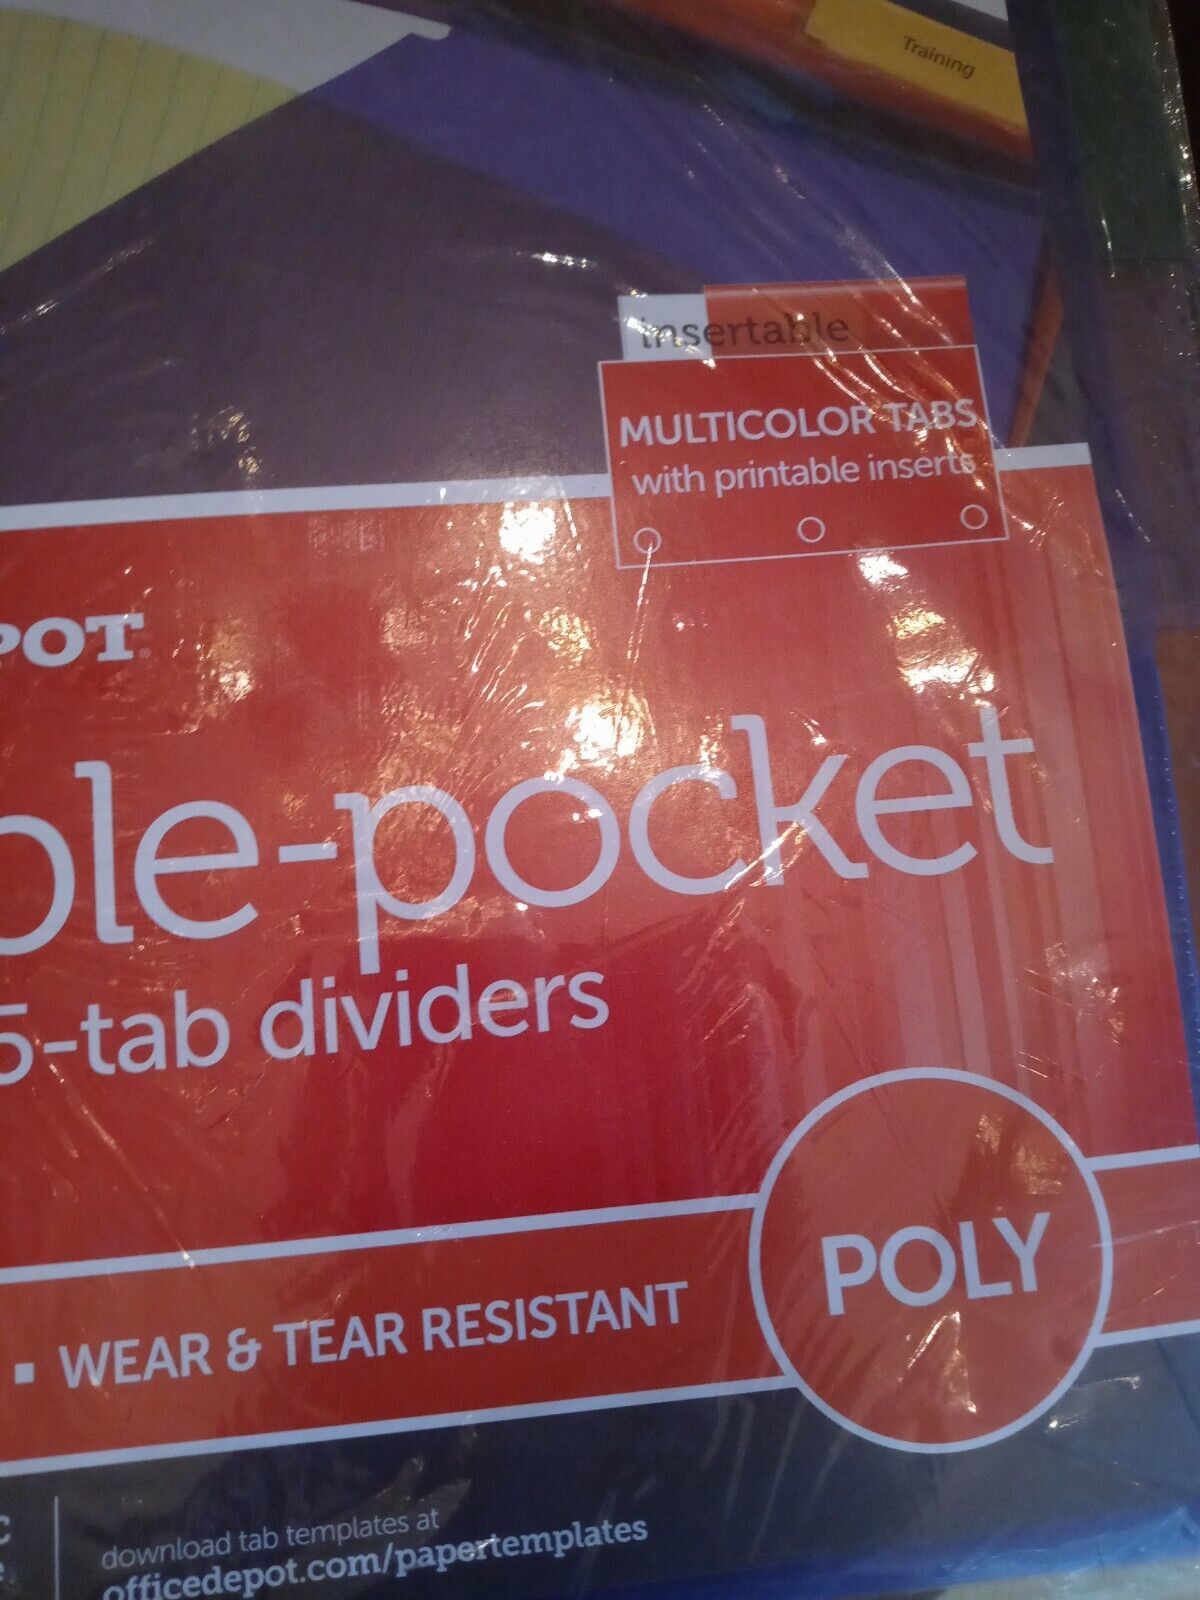 Training
insertable
MULTICOLOR TABS
with printable inserts
POT
ble-pocket
5-tab dividers
▪ WEAR & TEAR RESISTANT
POLY
download tab templates at
officedepot.com/papertemplates